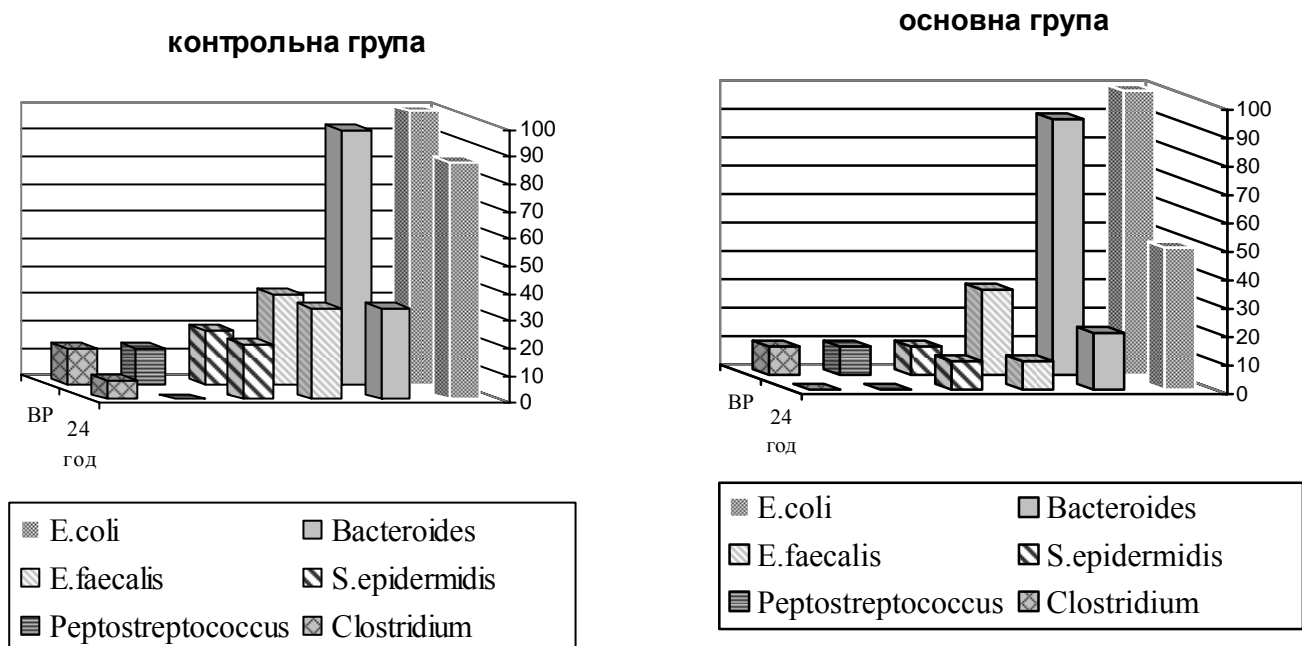 контрольна група
100
90
80
70
60
50
40
30
20
10
0
ВР
24
год
E.coli Bacteroides
E.faecalis S.epidermidis
Peptostreptococcus Clostridium
основна група
100
90
80
70
60
50
40
30
20
10
0
ВР
24
год
E.coli Bacteroides
E.faecalis S.epidermidis
Peptostreptococcus Clostridium